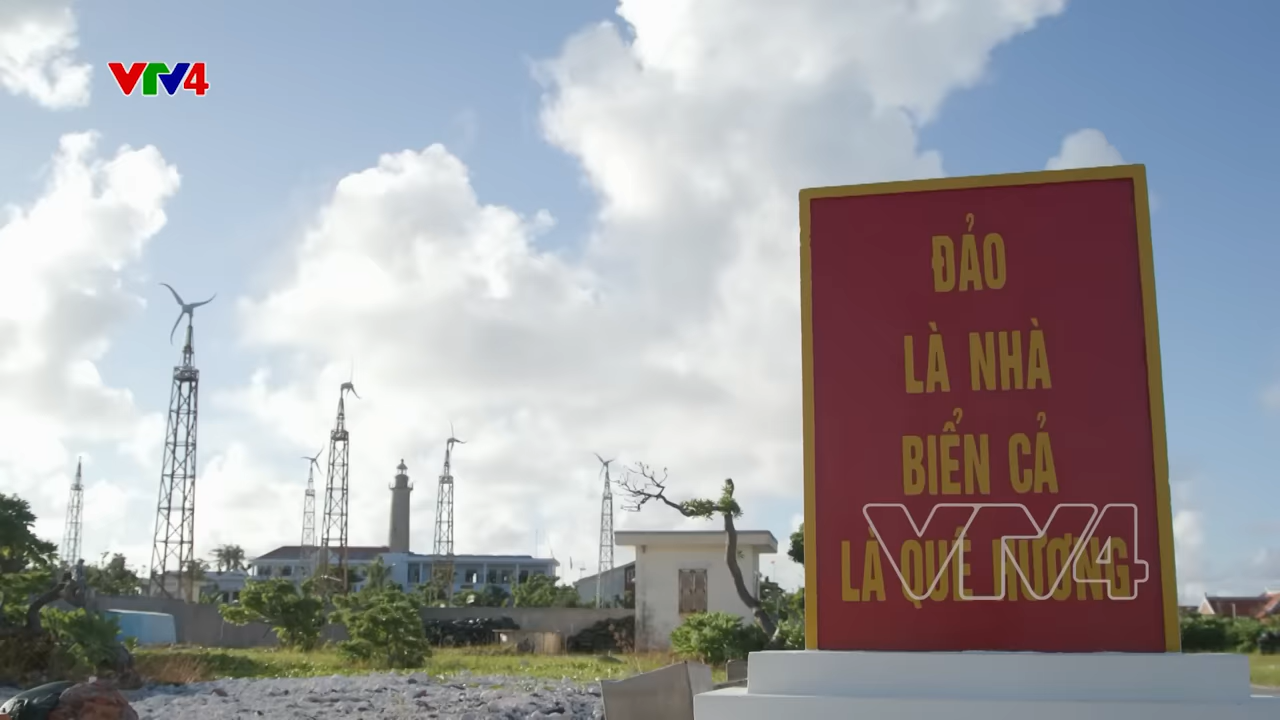 VTV4
ĐẢO
LÀ NHÀ
BIỂN CẢ
LÀ QUÊ HƯƠNG
VTV4